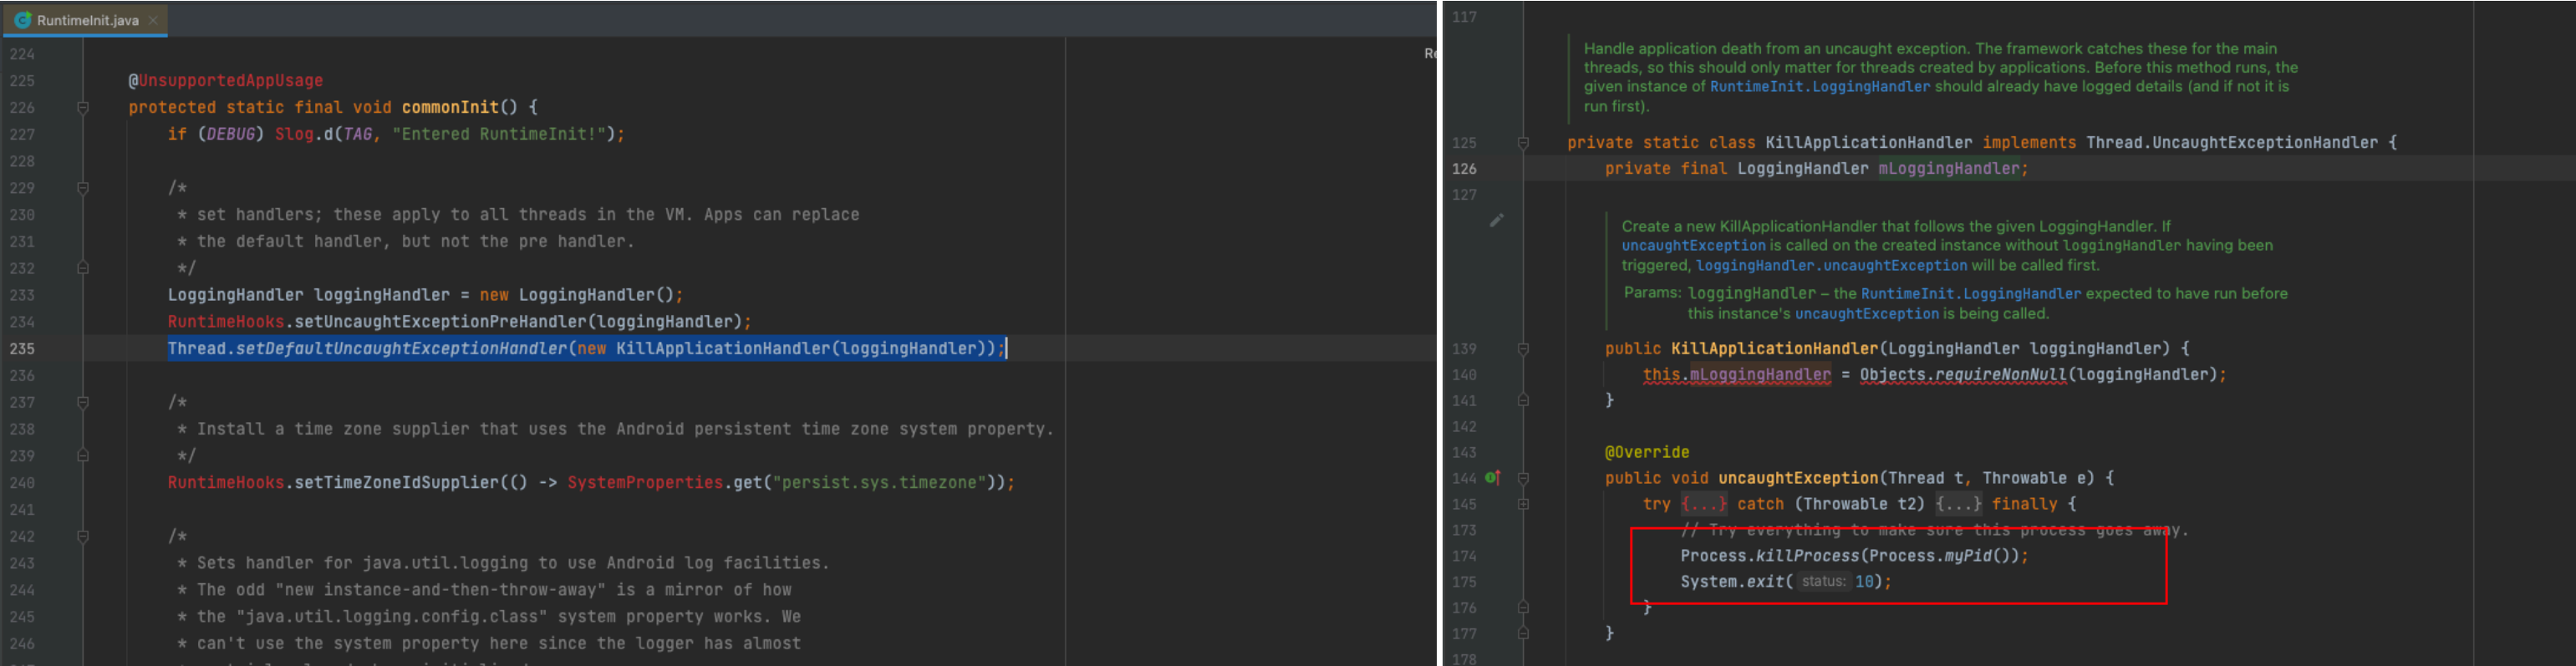 RuntimeInit.java
224
225 @UnsupportedAppUsage
226 protected static final void commonInit() {
227 if (DEBUG) Slog.d(TAG, "Entered RuntimeInit!");
228
229 /*
230 * set handlers; these apply to all threads in the VM. Apps can replace
231 * the default handler, but not the pre handler.
232 */
233 LoggingHandler loggingHandler = new LoggingHandler();
234 RuntimeHooks.setUncaughtExceptionPreHandler(loggingHandler);
235 Thread.setDefaultUncaughtExceptionHandler(new KillApplicationHandler(loggingHandler));
236
237 /*
238 * Install a time zone supplier that uses the Android persistent time zone system property.
239 */
240 RuntimeHooks.setTimeZoneIdSupplier(() -> SystemProperties.get("persist.sys.timezone"));
241
242 /*
243 * Sets handler for java.util.logging to use Android log facilities.
244 * The odd "new instance-and-then-throw-away" is a mirror of how
245 * the "java.util.logging.config.class" system property works. We
246 * can't use the system property here since the logger has almost
117
Handle application death from an uncaught exception. The framework catches these for the main
threads, so this should only matter for threads created by applications. Before this method runs, the
given instance of RuntimeInit.LoggingHandler should already have logged details (and if not it is
run first).
125 private static class KillApplicationHandler implements Thread.UncaughtExceptionHandler {
126 private final LoggingHandler mLoggingHandler;
127
Create a new KillApplicationHandler that follows the given LoggingHandler. If
uncaughtException is called on the created instance without loggingHandler having been
triggered, loggingHandler.uncaughtException will be called first.
Params: loggingHandler – the RuntimeInit.LoggingHandler expected to have run before
this instance's uncaughtException is being called.
139 public KillApplicationHandler(LoggingHandler loggingHandler) {
140 this.mLoggingHandler = Objects.requireNonNull(loggingHandler);
141 }
142
143 @Override
144 public void uncaughtException(Thread t, Throwable e) {
145 try {...} catch (Throwable t2) {...} finally {
173 // Try everything to make sure this process goes away.
174 Process.killProcess(Process.myPid());
175 System.exit( status: 10);
176 }
177 }
178